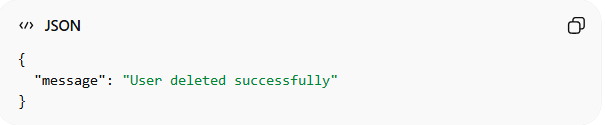 </> JSON
{
"message": "User deleted successfully"
}